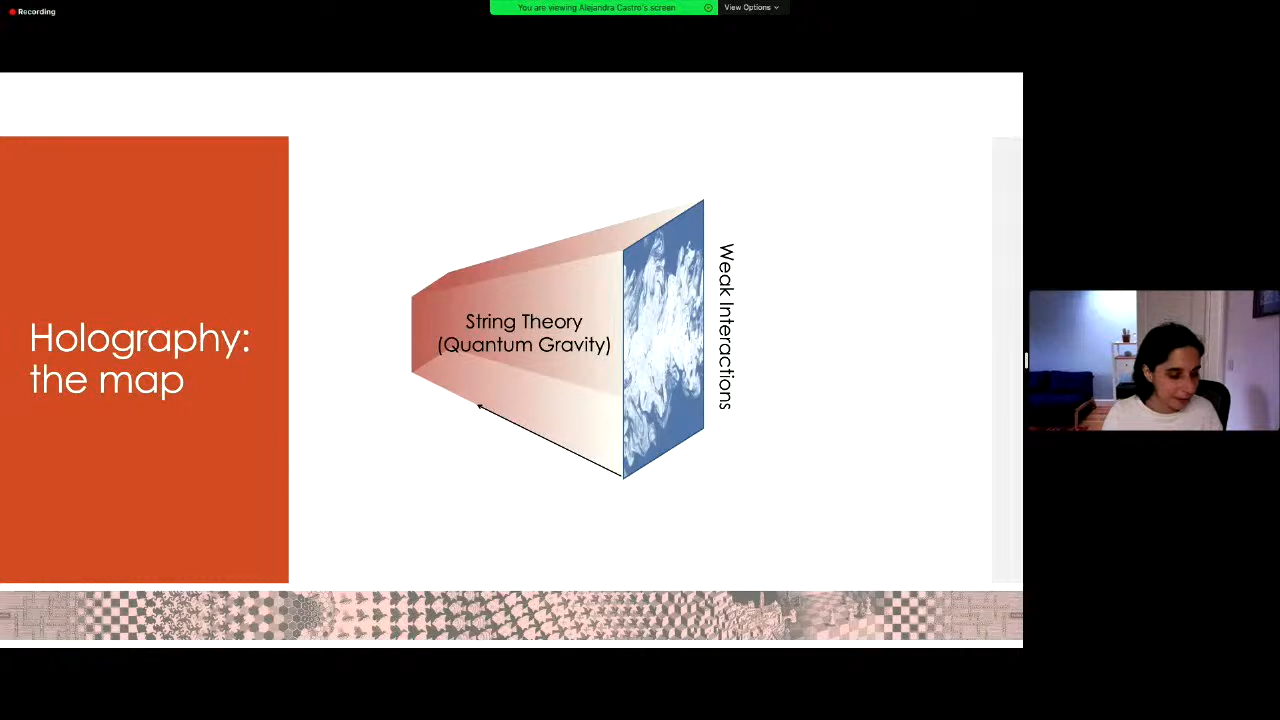 Recording
You are viewing Alejandra Castro's screen
View Options
Holography:
the map
String Theory
(Quantum Gravity)
Weak Interactions